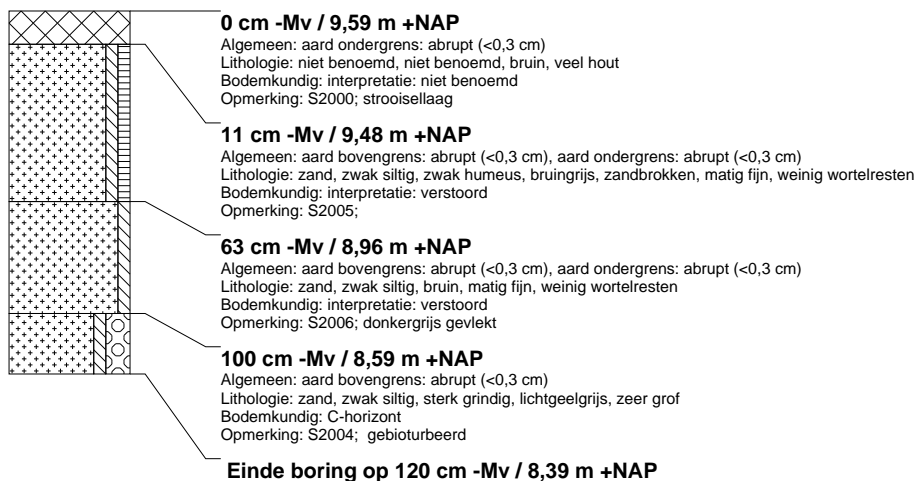 0 cm -Mv / 9,59 m +NAP
Algemeen: aard ondergrens: abrupt (<0,3 cm)
Lithologie: niet benoemd, niet benoemd, bruin, veel hout
Bodemkundig: interpretatie: niet benoemd
Opmerking: S2000; strooisellaag
11 cm -Mv / 9,48 m +NAP
Algemeen: aard bovengrens: abrupt (<0,3 cm), aard ondergrens: abrupt (<0,3 cm)
Lithologie: zand, zwak siltig, zwak humeus, bruingrijs, zandbrokken, matig fijn, weinig wortelresten
Bodemkundig: interpretatie: verstoord
Opmerking: S2005;
63 cm -Mv / 8,96 m +NAP
Algemeen: aard bovengrens: abrupt (<0,3 cm), aard ondergrens: abrupt (<0,3 cm)
Lithologie: zand, zwak siltig, bruin, matig fijn, weinig wortelresten
Bodemkundig: interpretatie: verstoord
Opmerking: S2006; donkergrijs gevlekt
100 cm -Mv / 8,59 m +NAP
Algemeen: aard bovengrens: abrupt (<0,3 cm)
Lithologie: zand, zwak siltig, sterk grindig, lichtgeelgrijs, zeer grof
Bodemkundig: C-horizont
Opmerking: S2004; gebioturbeerd
Einde boring op 120 cm -Mv / 8,39 m +NAP